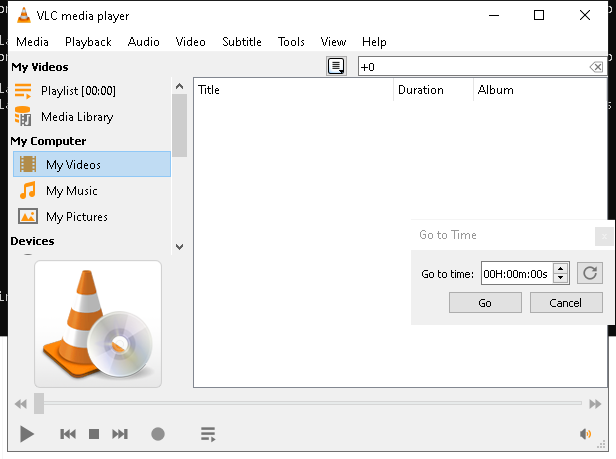 VLC media player
Media Playback Audio Video Subtitle Tools View Help
My Videos
+0
Playlist [00:00]
Title Duration Album
Media Library
My Computer
My Videos
My Music
My Pictures
Devices
Go to Time
Go to time: 00H:00m:00s
Go Cancel